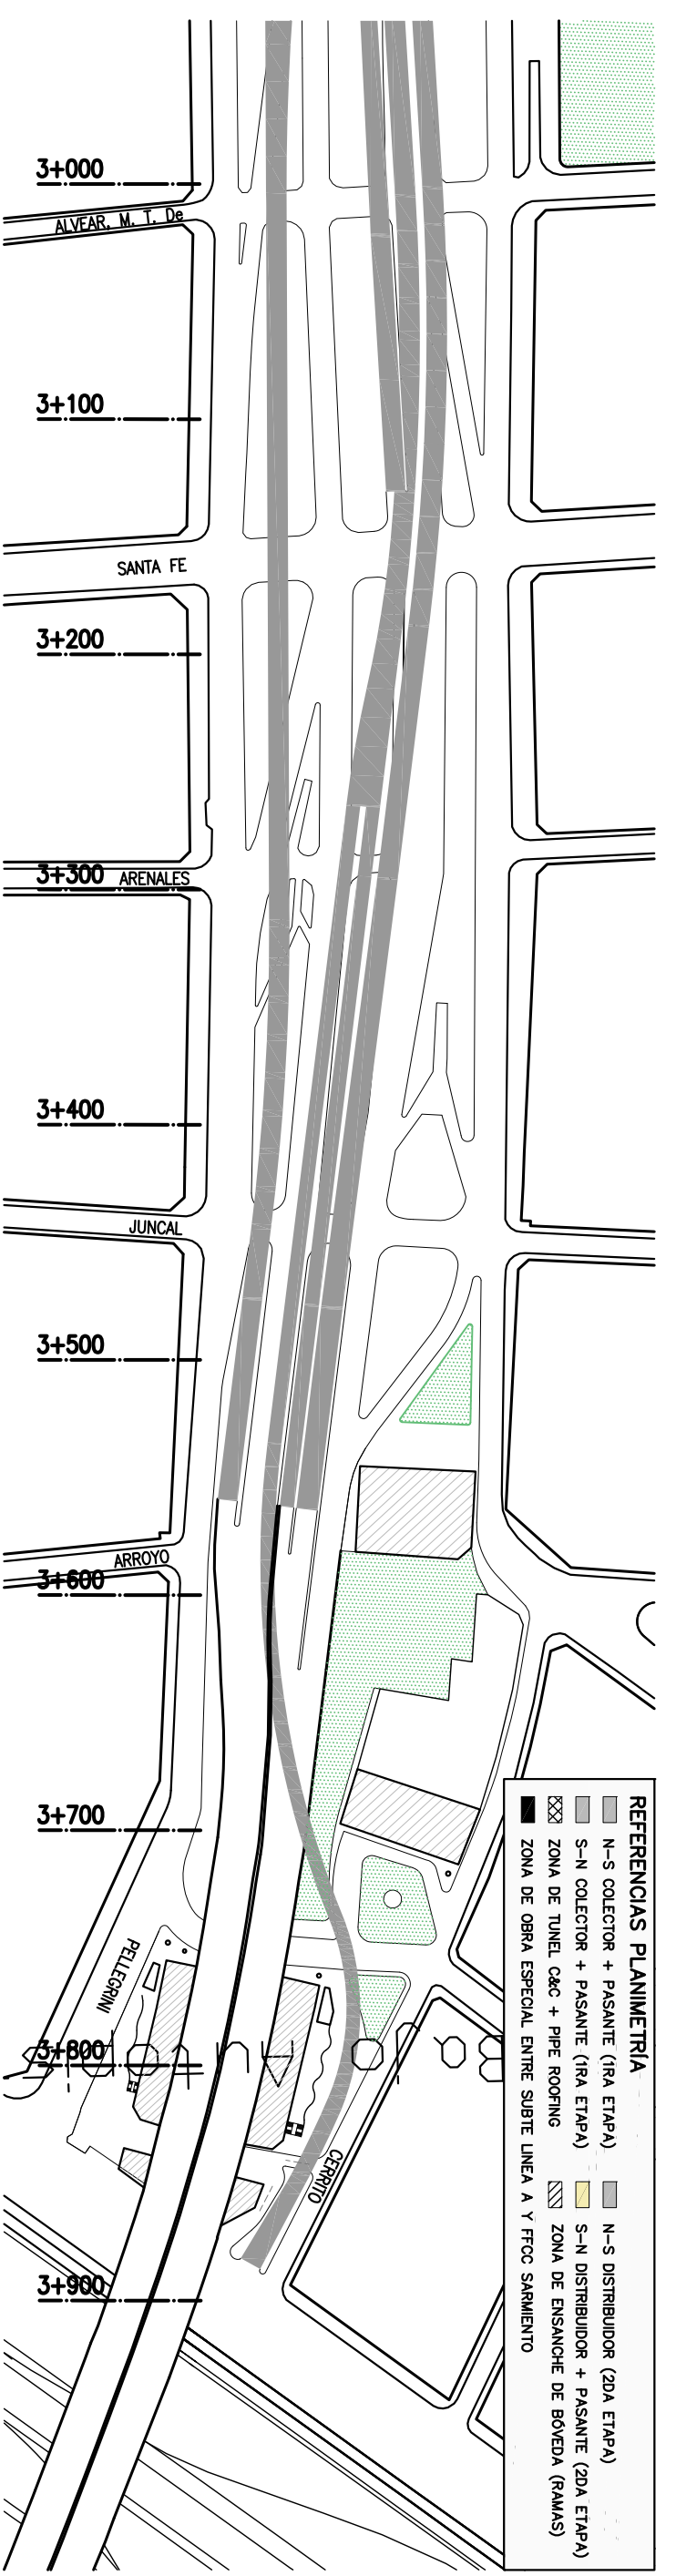 3+000
ALVEAR, M. T. De
3+100
SANTA FE
3+200
3+300 ARENALES
3+400
JUNCAL
3+500
ARROYO
3+600
3+700
PELLEGRINI
3+800
CERRITO
3+900
REFERENCIAS PLANIMETRÍA
N-S COLECTOR + PASANTE (1RA ETAPA)
N-S DISTRIBUIDOR (2DA ETAPA)
S-N COLECTOR + PASANTE (1RA ETAPA)
S-N DISTRIBUIDOR + PASANTE (2DA ETAPA)
ZONA DE TUNEL C&C + PIPE ROOFING
ZONA DE ENSANCHE DE BÓVEDA (RAMAS)
ZONA DE OBRA ESPECIAL ENTRE SUBTE LINEA A Y FFCC SARMIENTO